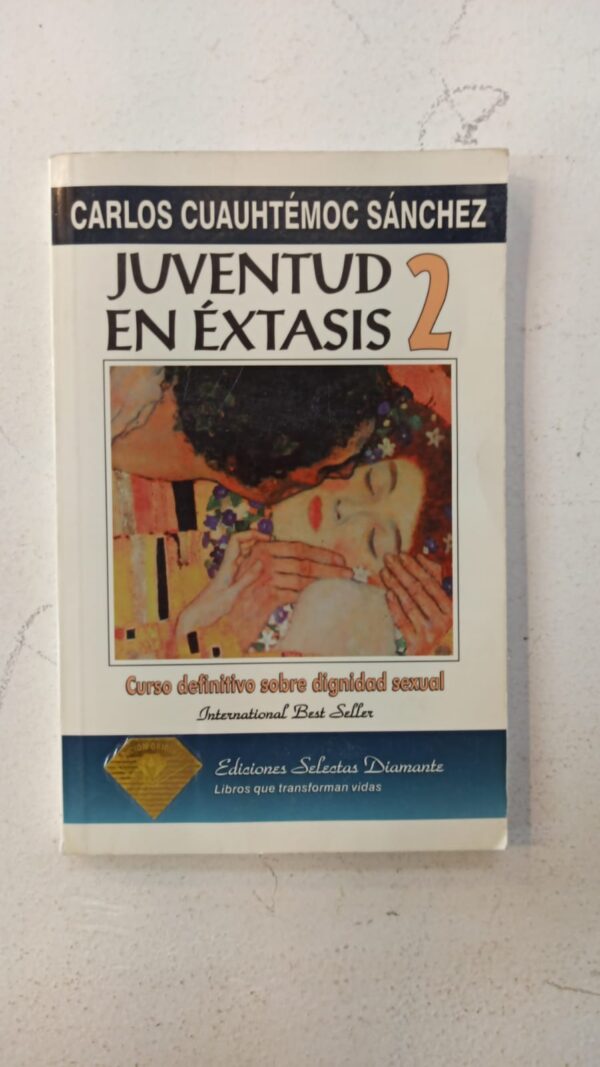 CARLOS CUAUHTÉMOC SÁNCHEZ
JUVENTUD
EN ÉXTASIS 2
Curso definitivo sobre dignidad sexual
International Best Seller
Ediciones Selectas Diamante
Libros que transforman vidas